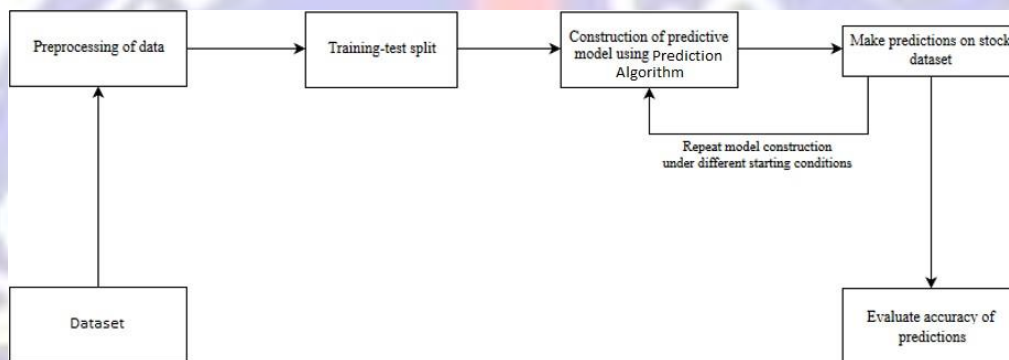 Preprocessing of data
Training-test split
Construction of predictive
model using Prediction
Algorithm
Make predictions on stock
dataset
Repeat model construction
under different starting conditions
Dataset
Evaluate accuracy of
predictions